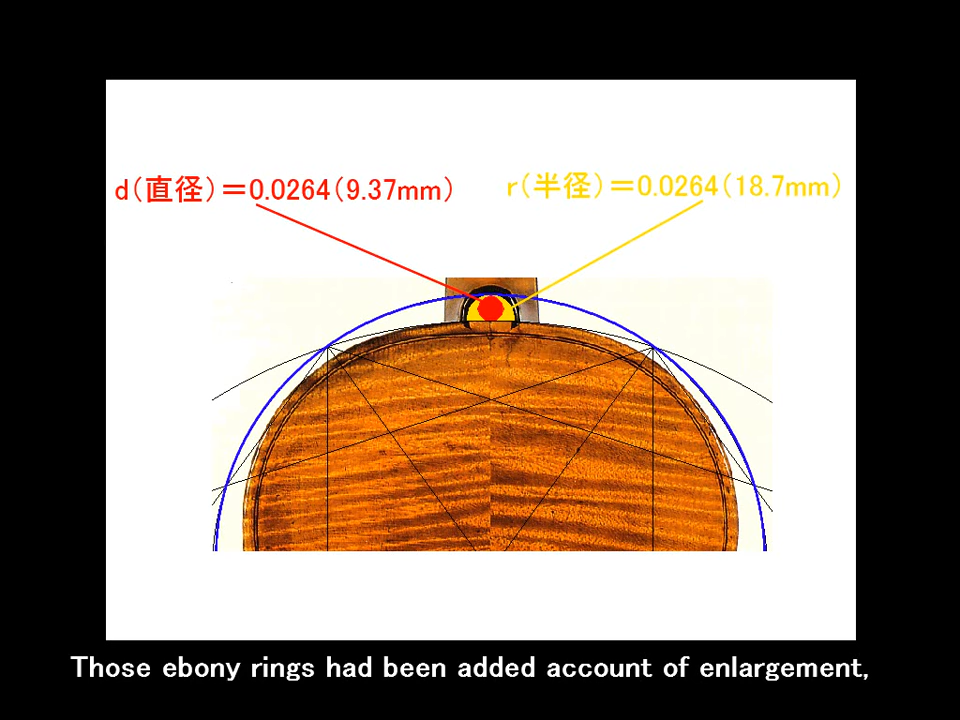 d(直径)=0.0264(9.37mm)
r(半径)=0.0264(18.7mm)
Those ebony rings had been added account of enlargement,